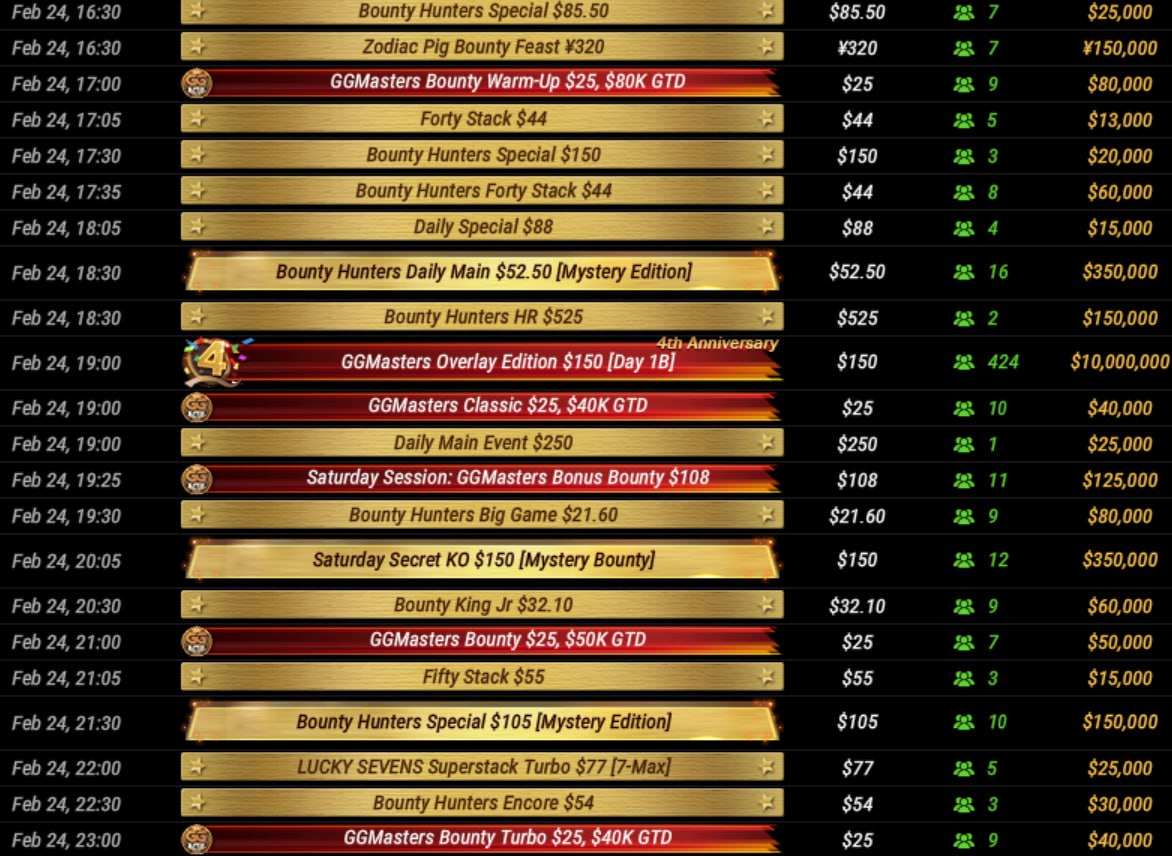 Feb 24, 16:30 Bounty Hunters Special $85.50 $85.50 7 $25,000
Feb 24, 16:30 Zodiac Pig Bounty Feast ¥320 ¥320 7 ¥150,000
Feb 24, 17:00 GGMasters Bounty Warm-Up $25, $80K GTD $25 9 $80,000
Feb 24, 17:05 Forty Stack $44 $44 5 $13,000
Feb 24, 17:30 Bounty Hunters Special $150 $150 3 $20,000
Feb 24, 17:35 Bounty Hunters Forty Stack $44 $44 8 $60,000
Feb 24, 18:05 Daily Special $88 $88 4 $15,000
Feb 24, 18:30 Bounty Hunters Daily Main $52.50 [Mystery Edition] $52.50 16 $350,000
Feb 24, 18:30 Bounty Hunters HR $525 $525 2 $150,000
4th Anniversary
Feb 24, 19:00 4 GGMasters Overlay Edition $150 [Day 1B] $150 424 $10,000,000
Feb 24, 19:00 GGMasters Classic $25, $40K GTD $25 10 $40,000
Feb 24, 19:00 Daily Main Event $250 $250 1 $25,000
Feb 24, 19:25 Saturday Session: GGMasters Bonus Bounty $108 $108 11 $125,000
Feb 24, 19:30 Bounty Hunters Big Game $21.60 $21.60 9 $80,000
Feb 24, 20:05 Saturday Secret KO $150 [Mystery Bounty] $150 12 $350,000
Feb 24, 20:30 Bounty King Jr $32.10 $32.10 9 $60,000
Feb 24, 21:00 GGMasters Bounty $25, $50K GTD $25 7 $50,000
Feb 24, 21:05 Fifty Stack $55 $55 3 $15,000
Feb 24, 21:30 Bounty Hunters Special $105 [Mystery Edition] $105 10 $150,000
Feb 24, 22:00 LUCKY SEVENS Superstack Turbo $77 [7-Max] $77 5 $25,000
Feb 24, 22:30 Bounty Hunters Encore $54 $54 3 $30,000
Feb 24, 23:00 GGMasters Bounty Turbo $25, $40K GTD $25 9 $40,000